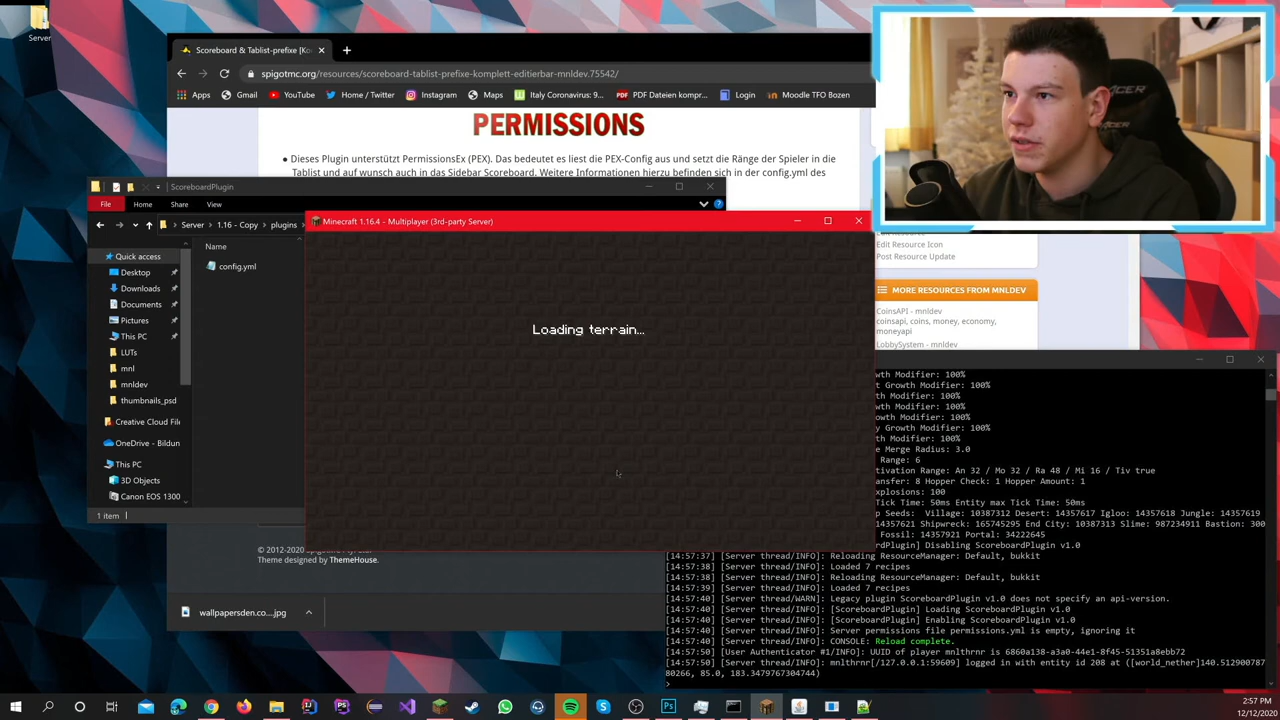 Server
Scoreboard & Tablist-prefixe [Ko
spigotmc.org/resources/scoreboard-tablist-prefixe-komplett-editierbar-mnldev.75542/
Apps
Gmail
YouTube
Home / Twitter
Instagram
Maps
Italy Coronavirus: 9...
PDF Dateien kompr...
Login
Moodle TFO Bozen
PERMISSIONS
● Dieses Plugin unterstützt PermissionsEx (PEX). Das bedeutet es liest die PEX-Config aus und setzt die Ränge der Spieler in die
Tablist und auf wunsch auch in das Sidebar Scoreboard. Weitere Informationen hierzu befinden sich in der config.yml des
ScoreboardPlugin
File
Home
Share
View
Server
1.16 - Copy
plugins
Name
config.yml
Quick access
Desktop
Downloads
Documents
Pictures
This PC
LUTs
mnl
mnldev
thumbnails_psd
Creative Cloud File
OneDrive - Bildun
This PC
3D Objects
Canon EOS 1300
1 item
Minecraft 1.16.4 - Multiplayer (3rd-party Server)
Loading terrain...
ACER
Edit Resource Icon
Post Resource Update
MORE RESOURCES FROM MNLDEV
CoinsAPI - mnldev
coinsapi, coins, money, economy,
moneyapi
LobbySystem - mnldev
wth Modifier: 100%
t Growth Modifier: 100%
Modifier: 100%
wth Modifier: 100%
owth Modifier: 100%
y Growth Modifier: 100%
th Modifier: 100%
e Merge Radius: 3.0
Range: 6
tivation Range: An 32 / Mo 32 / Ra 48 / Mi 16 / Tiv true
ansfer: 8 Hopper Check: 1 Hopper Amount: 1
xplosions: 100
Tick Time: 50ms Entity max Tick Time: 50ms
p Seeds: Village: 10387312 Desert: 14357617 Igloo: 14357618 Jungle: 14357619
14357621 Shipwreck: 165745295 End City: 10387313 Slime: 987234911 Bastion: 300
Fossil: 14357921 Portal: 34222645
rdPlugin] Disabling ScoreboardPlugin v1.0
[14:57:37] [Server thread/INFO]: Reloading ResourceManager: Default, bukkit
[14:57:38] [Server thread/INFO]: Loaded 7 recipes
[14:57:38] [Server thread/INFO]: Reloading ResourceManager: Default, bukkit
[14:57:39] [Server thread/INFO]: Loaded 7 recipes
[14:57:40] [Server thread/WARN]: Legacy plugin ScoreboardPlugin v1.0 does not specify an api-version.
[14:57:40] [Server thread/INFO]: [ScoreboardPlugin] Loading ScoreboardPlugin v1.0
[14:57:40] [Server thread/INFO]: [ScoreboardPlugin] Enabling ScoreboardPlugin v1.0
[14:57:40] [Server thread/INFO]: Server permissions file permissions.yml is empty, ignoring it
[14:57:40] [Server thread/INFO]: CONSOLE: Reload complete.
[14:57:50] [User Authenticator #1/INFO]: UUID of player mnlthrnr is 6860a138-a3a0-44e1-8f45-51351a8ebb72
[14:57:50] [Server thread/INFO]: mnlthrnr[/127.0.0.1:59609] logged in with entity id 208 at ([world_nether]140.512900787
80266, 85.0, 183.3479767304744)
>
Theme designed by ThemeHouse.
wallpapersden.co....jpg
2:57 PM
12/12/2020